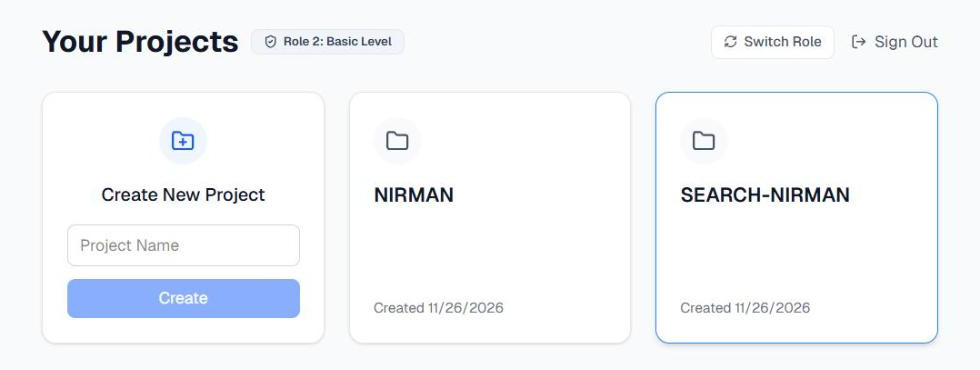 Your Projects
Role 2: Basic Level
Switch Role
Sign Out
Create New Project
Project Name
Create
NIRMAN
Created 11/26/2026
SEARCH-NIRMAN
Created 11/26/2026